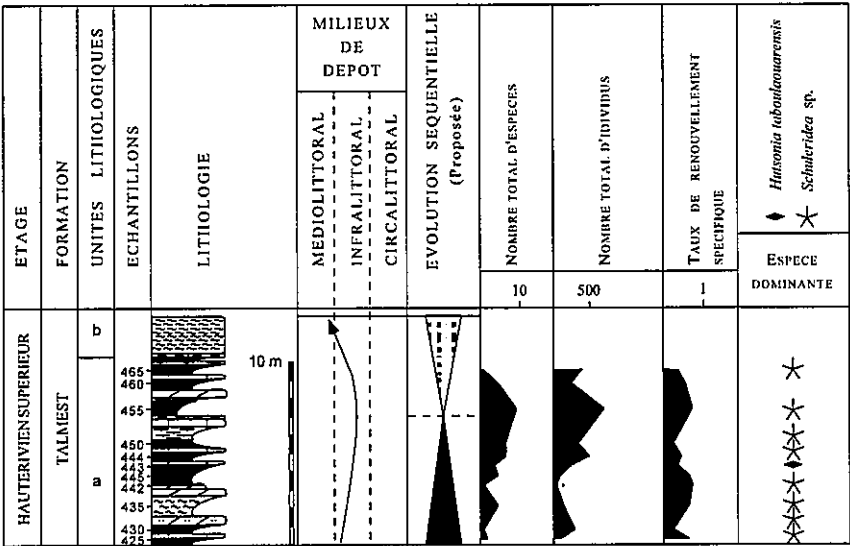 ETAGE
FORMATION
UNITES LITHOLOGIQUES
ECHANTILLONS
LITHOLOGIE
MILIEUX
DE
DEPOT
MEDIOLITTORAL
INFRALITTORAL
CIRCALITTORAL
EVOLUTION SEQUENTIELLE
(Proposée)
NOMBRE TOTAL D'ESPECES
10
NOMBRE TOTAL D'IDIVIDUS
500
TAUX DE RENOUVELLEMENT
SPECIFIQUE
1
Hutsonia taboulaouarensis
Schuleridea sp.
ESPECE
DOMINANTE
HAUTERIVIEN SUPERIEUR
TALMEST
b
a
465
460
455
450
444
443
445
442
435
430
425
10 m